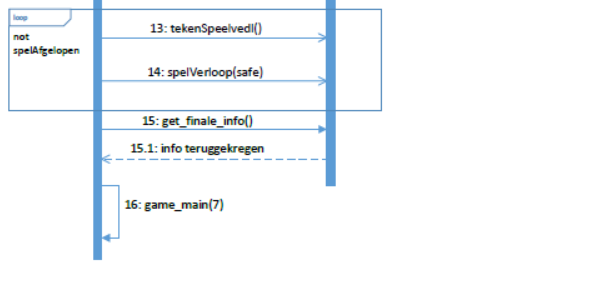 loop
not
spelAfgelopen
13: tekenSpeelvedl()
14: spelVerloop(safe)
15: get_finale_info()
15.1: info teruggekregen
16: game_main(7)